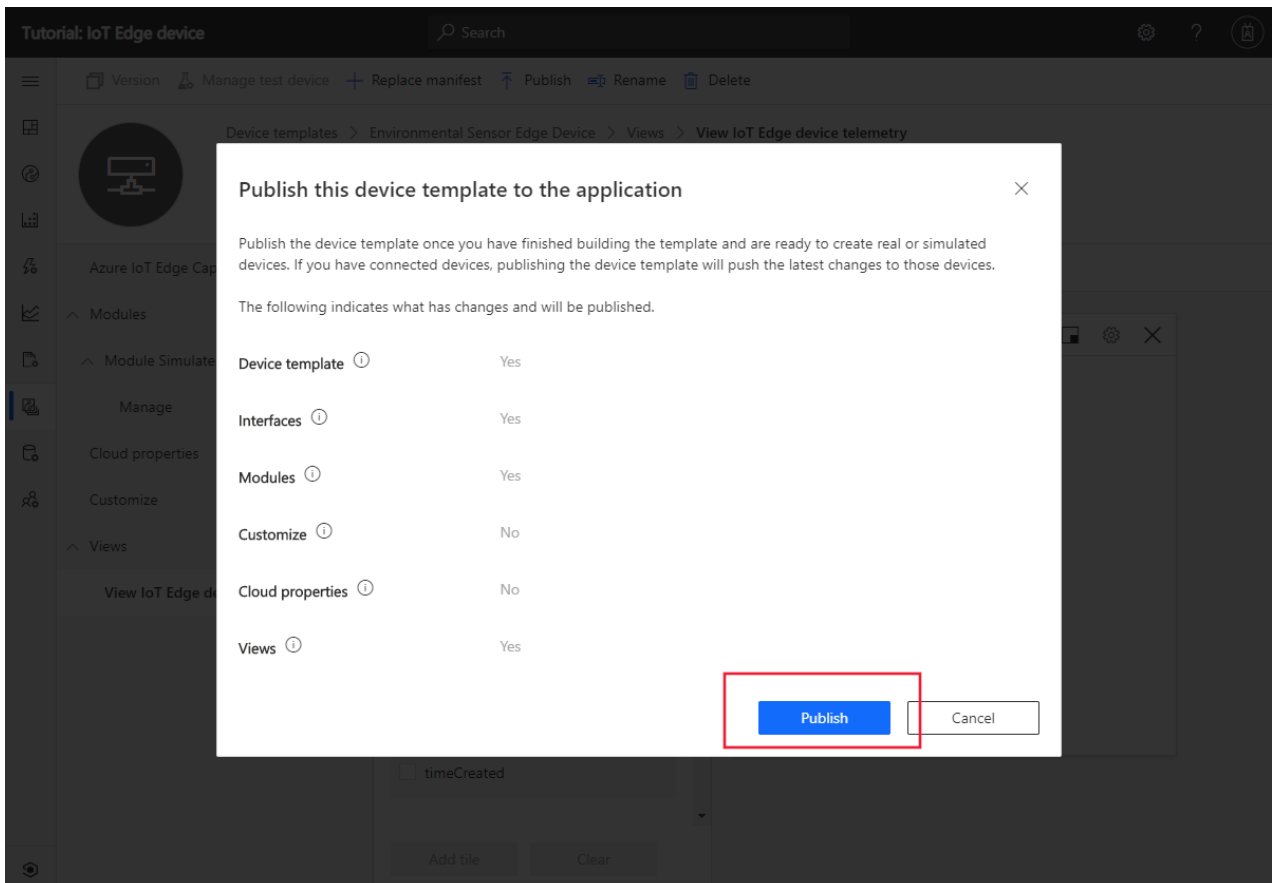 Tutorial: IoT Edge device
Search
Version Manage test device Replace manifest Publish Rename Delete
Device templates > Environmental Sensor Edge Device > Views > View IoT Edge device telemetry
Publish this device template to the application
Publish the device template once you have finished building the template and are ready to create real or simulated
devices. If you have connected devices, publishing the device template will push the latest changes to those devices.
The following indicates what has changes and will be published.
Device template Yes
Interfaces Yes
Modules Yes
Customize No
Cloud properties No
Views Yes
Publish Cancel
Azure IoT Edge Cap
Modules
Module Simulate
Manage
Cloud properties
Customize
Views
View IoT Edge de
timeCreated
Add tile Clear